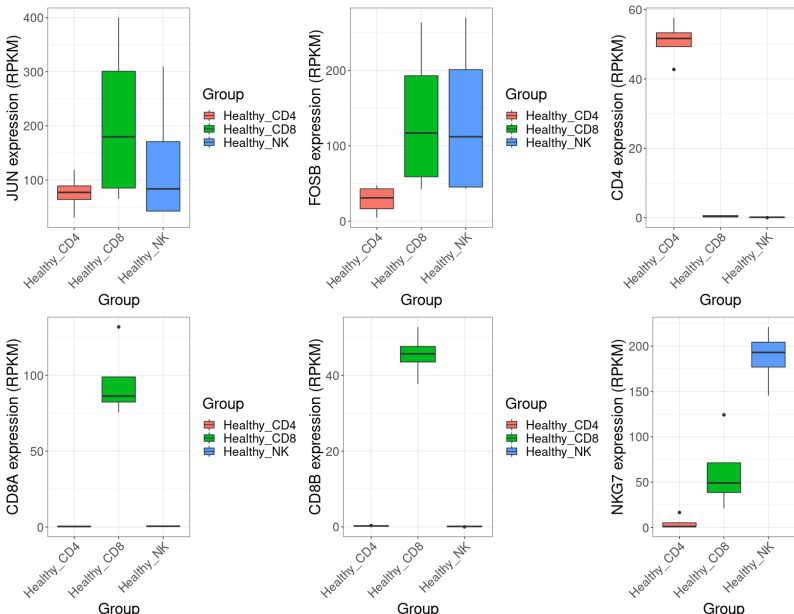 JUN expression (RPKM)
400
300
200
100
Healthy_CD4
Healthy_CD8
Healthy_NK
Group
Group
Healthy_CD4
Healthy_CD8
Healthy_NK
FOSB expression (RPKM)
200
100
0
Healthy_CD4
Healthy_CD8
Healthy_NK
Group
Group
Healthy_CD4
Healthy_CD8
Healthy_NK
CD4 expression (RPKM)
60
40
20
0
Healthy_CD4
Healthy_CD8
Healthy_NK
Group
CD8A expression (RPKM)
100
50
0
Healthy_CD4
Healthy_CD8
Healthy_NK
Group
Group
Healthy_CD4
Healthy_CD8
Healthy_NK
CD8B expression (RPKM)
40
20
0
Healthy_CD4
Healthy_CD8
Healthy_NK
Group
Group
Healthy_CD4
Healthy_CD8
Healthy_NK
NKG7 expression (RPKM)
200
150
100
50
0
Healthy_CD4
Healthy_CD8
Healthy_NK
Group